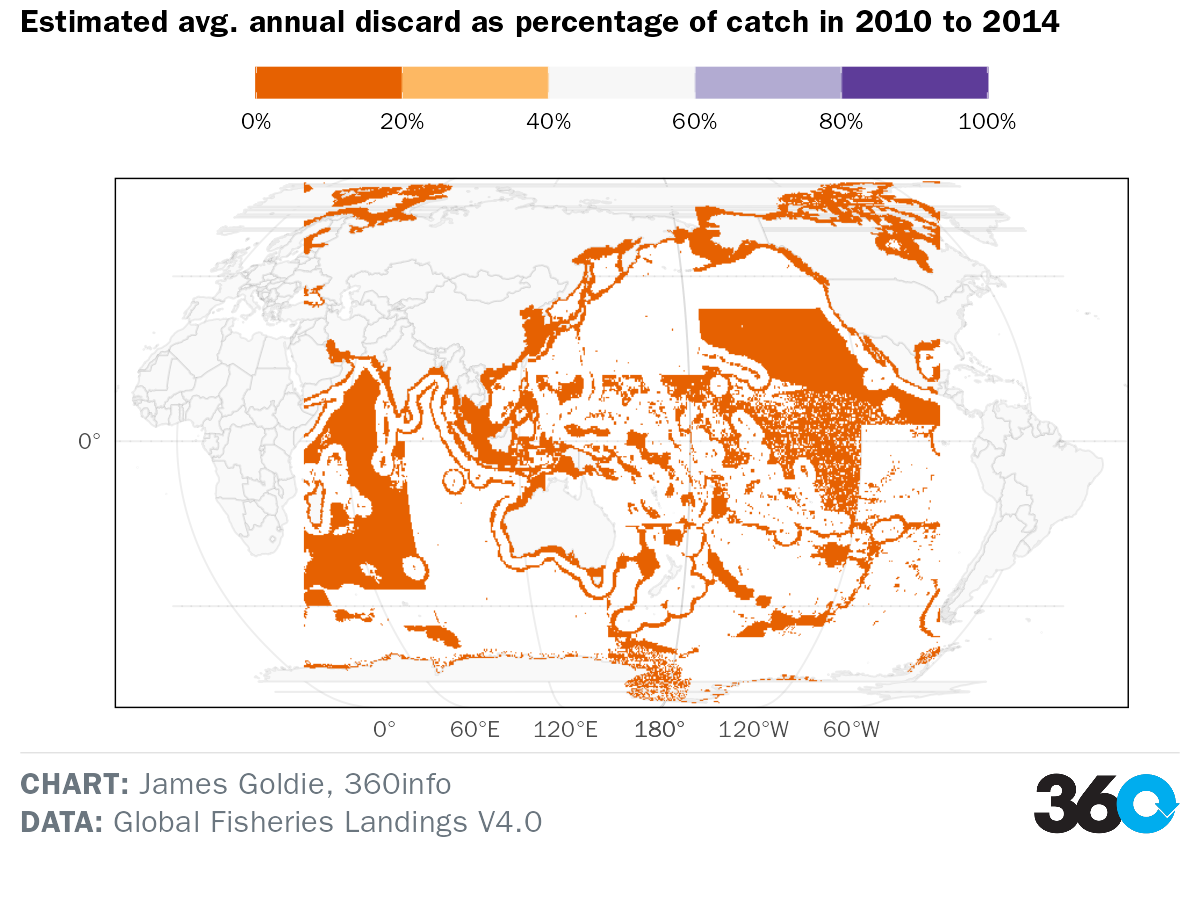 Estimated avg. annual discard as percentage of catch in 2010 to 2014
0% 20% 40% 60% 80% 100%
0°
0° 60°E 120°E 180° 120°W 60°W
CHART: James Goldie, 360info
DATA: Global Fisheries Landings V4.0
360